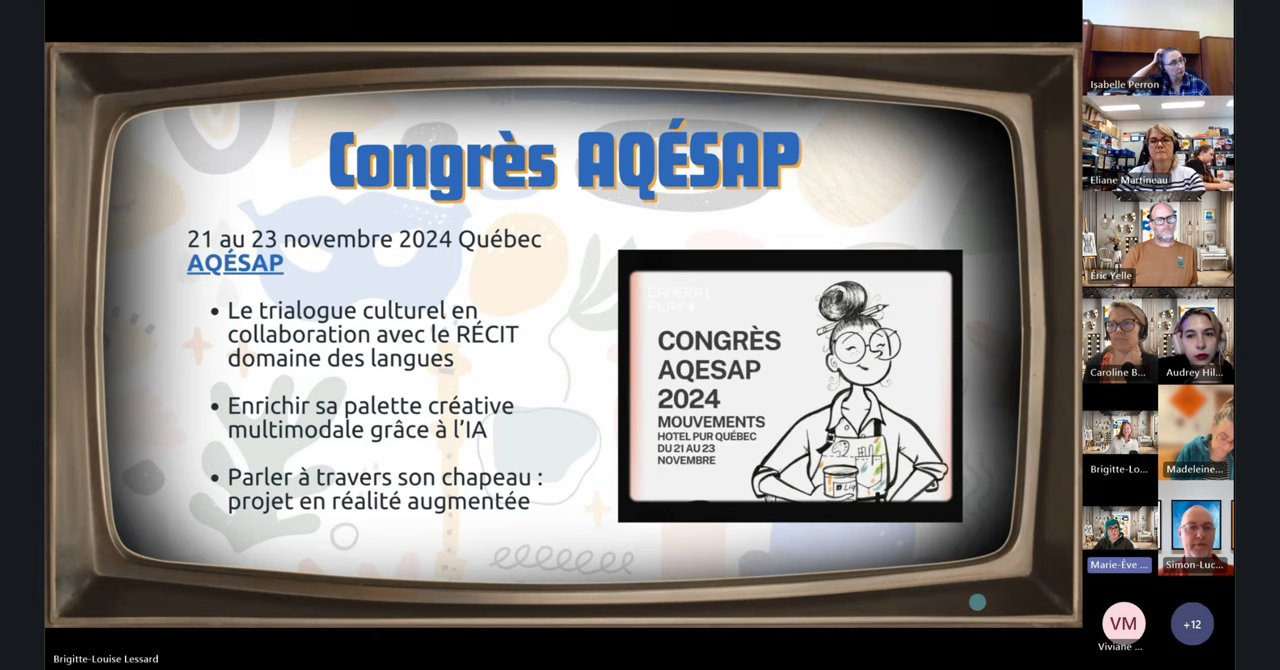 Congrès AQÉSAP
21 au 23 novembre 2024 Québec
AQÉSAP
• Le trialogue culturel en
collaboration avec le RÉCIT
domaine des langues
• Enrichir sa palette créative
multimodale grâce à l'IA
• Parler à travers son chapeau :
projet en réalité augmentée
CAMERA1
PLAY
CONGRÈS
AQESAP
2024
MOUVEMENTS
HOTEL PUR QUÉBEC
DU 21 AU 23
NOVEMBRE
Isabelle Perron
Eliane Martineau
Éric Yelle
Caroline B...
Audrey Hil...
Brigitte-Lo...
Madeleine...
Marie-Ève ...
Simon-Luc...
VM
+12
Viviane ...
Brigitte-Louise Lessard